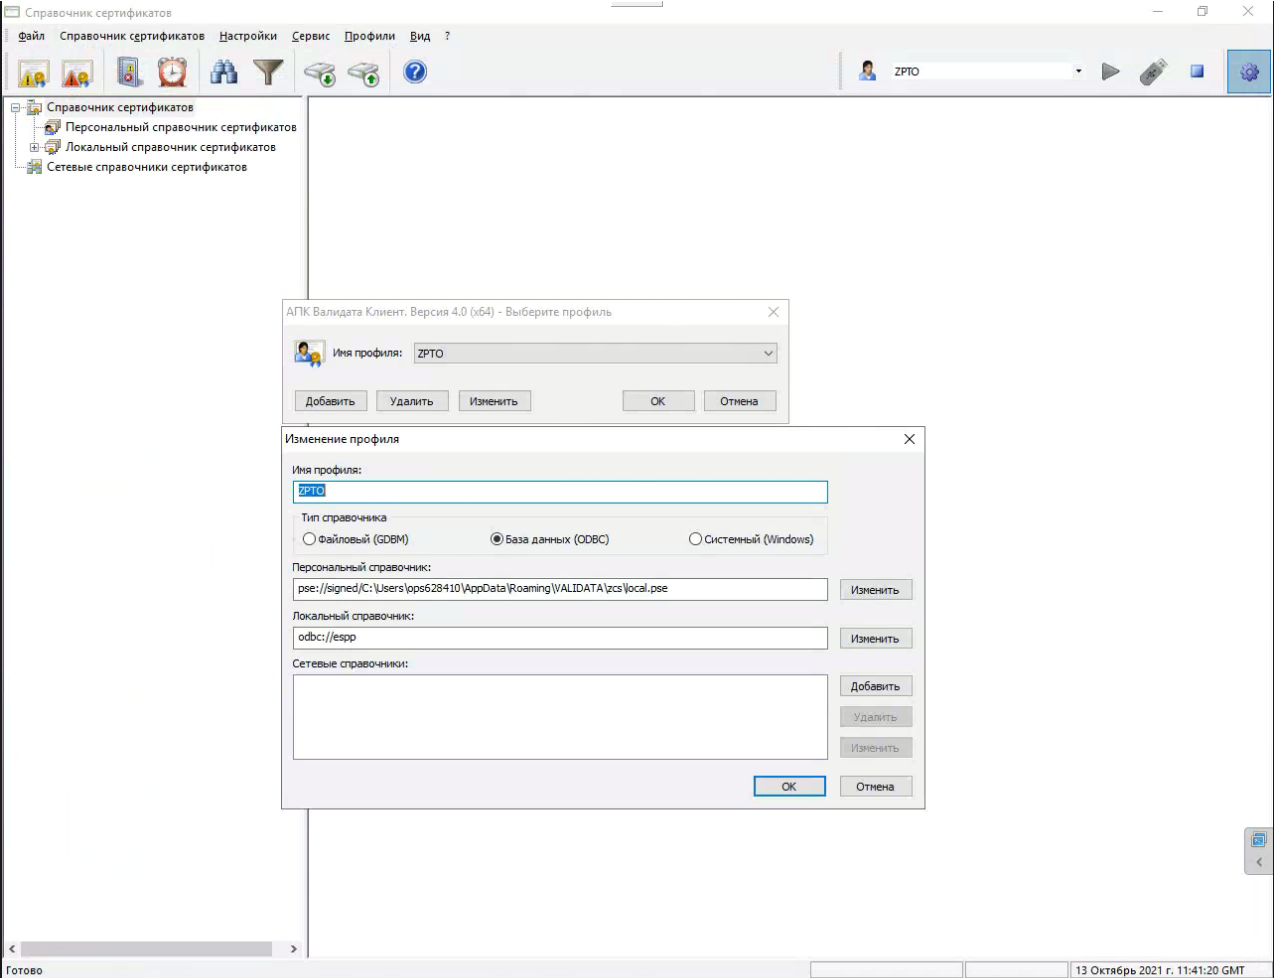 Справочник сертификатов
Файл Справочник сертификатов Настройки Сервис Профили Вид ?
ZPTO
Справочник сертификатов
Персональный справочник сертификатов
Локальный справочник сертификатов
Сетевые справочники сертификатов
АПК Валидата Клиент. Версия 4.0 (x64) - Выберите профиль
Имя профиля: ZPTO
Добавить Удалить Изменить OK Отмена
Изменение профиля
Имя профиля:
ZPTO
Тип справочника
Файловый (GDBM) База данных (ODBC) Системный (Windows)
Персональный справочник:
pse://signed/C:\Users\ops628410\AppData\Roaming\VALIDATA\zcs\local.pse Изменить
Локальный справочник:
odbc://espp Изменить
Сетевые справочники:
Добавить
Удалить
Изменить
OK Отмена
Готово 13 Октябрь 2021 г. 11:41:20 GMT